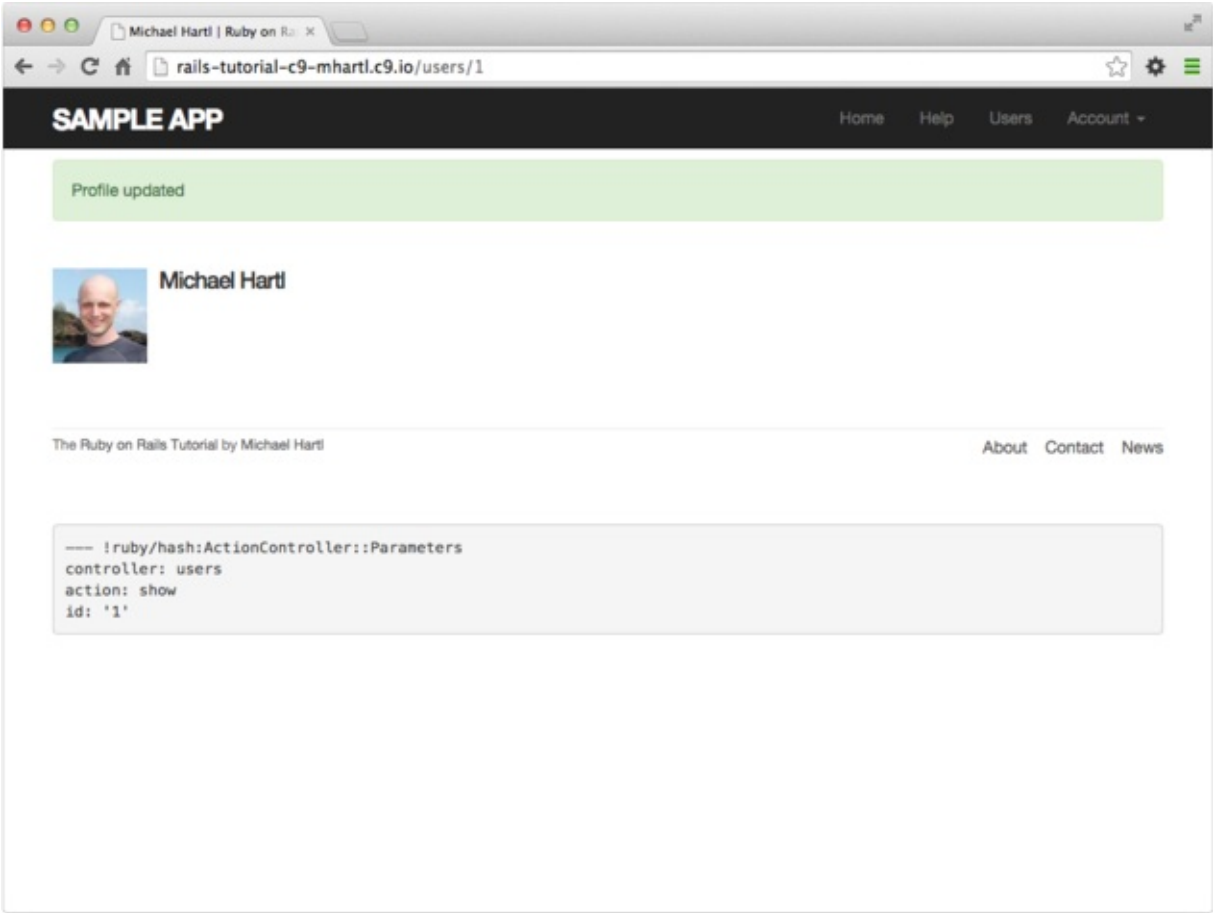 Michael Hartl | Ruby on Ra
rails-tutorial-c9-mhartl.c9.io/users/1
SAMPLE APP
Home Help Users Account
Profile updated
Michael Hartl
The Ruby on Rails Tutorial by Michael Hartl
About Contact News
--- !ruby/hash:ActionController::Parameters
controller: users
action: show
id: '1'